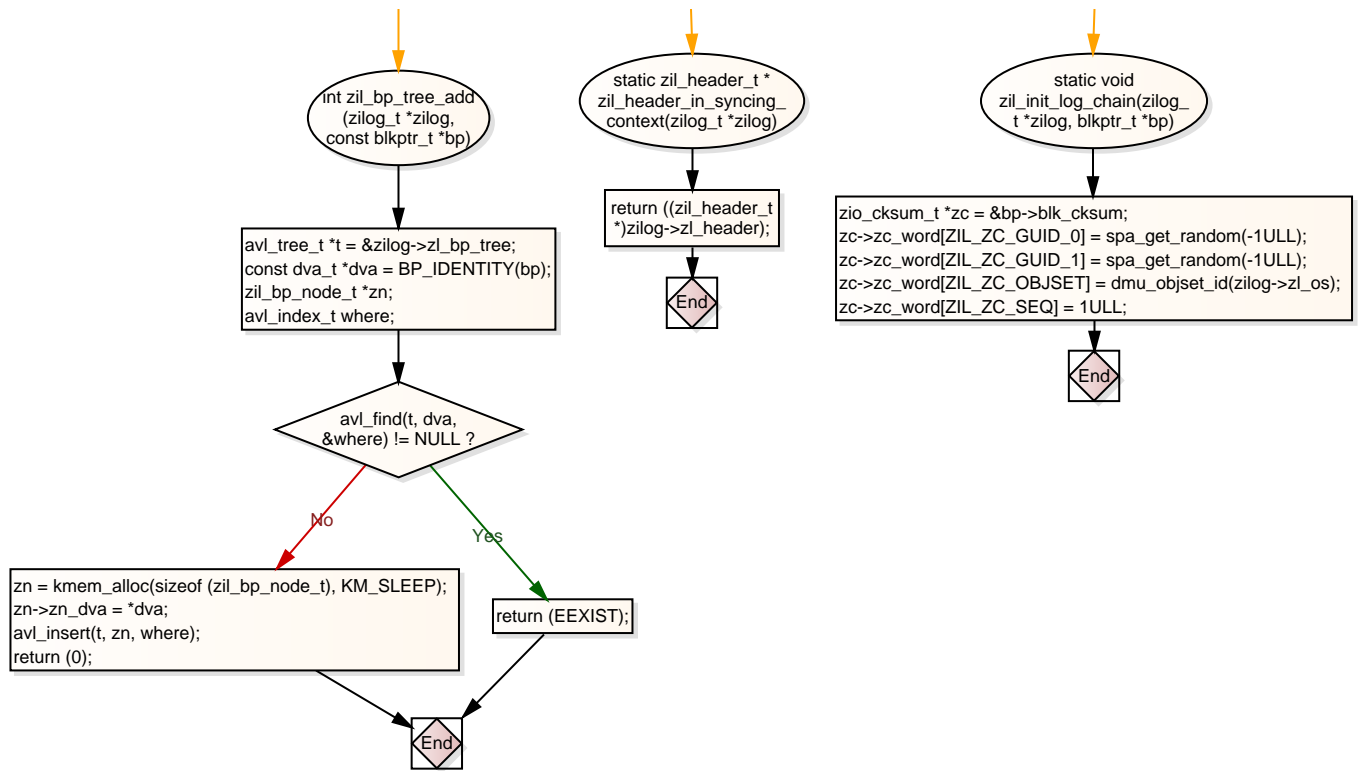 int zil_bp_tree_add
(zilog_t *zilog,
const blkptr_t *bp)
avl_tree_t *t = &zilog->zl_bp_tree;
const dva_t *dva = BP_IDENTITY(bp);
zil_bp_node_t *zn;
avl_index_t where;
avl_find(t, dva,
&where) != NULL ?
No
Yes
zn = kmem_alloc(sizeof (zil_bp_node_t), KM_SLEEP);
zn->zn_dva = *dva;
avl_insert(t, zn, where);
return (0);
return (EEXIST);
End
static zil_header_t *
zil_header_in_syncing_
context(zilog_t *zilog)
return ((zil_header_t
*)zilog->zl_header);
End
static void
zil_init_log_chain(zilog_
t *zilog, blkptr_t *bp)
zio_cksum_t *zc = &bp->blk_cksum;
zc->zc_word[ZIL_ZC_GUID_0] = spa_get_random(-1ULL);
zc->zc_word[ZIL_ZC_GUID_1] = spa_get_random(-1ULL);
zc->zc_word[ZIL_ZC_OBJSET] = dmu_objset_id(zilog->zl_os);
zc->zc_word[ZIL_ZC_SEQ] = 1ULL;
End